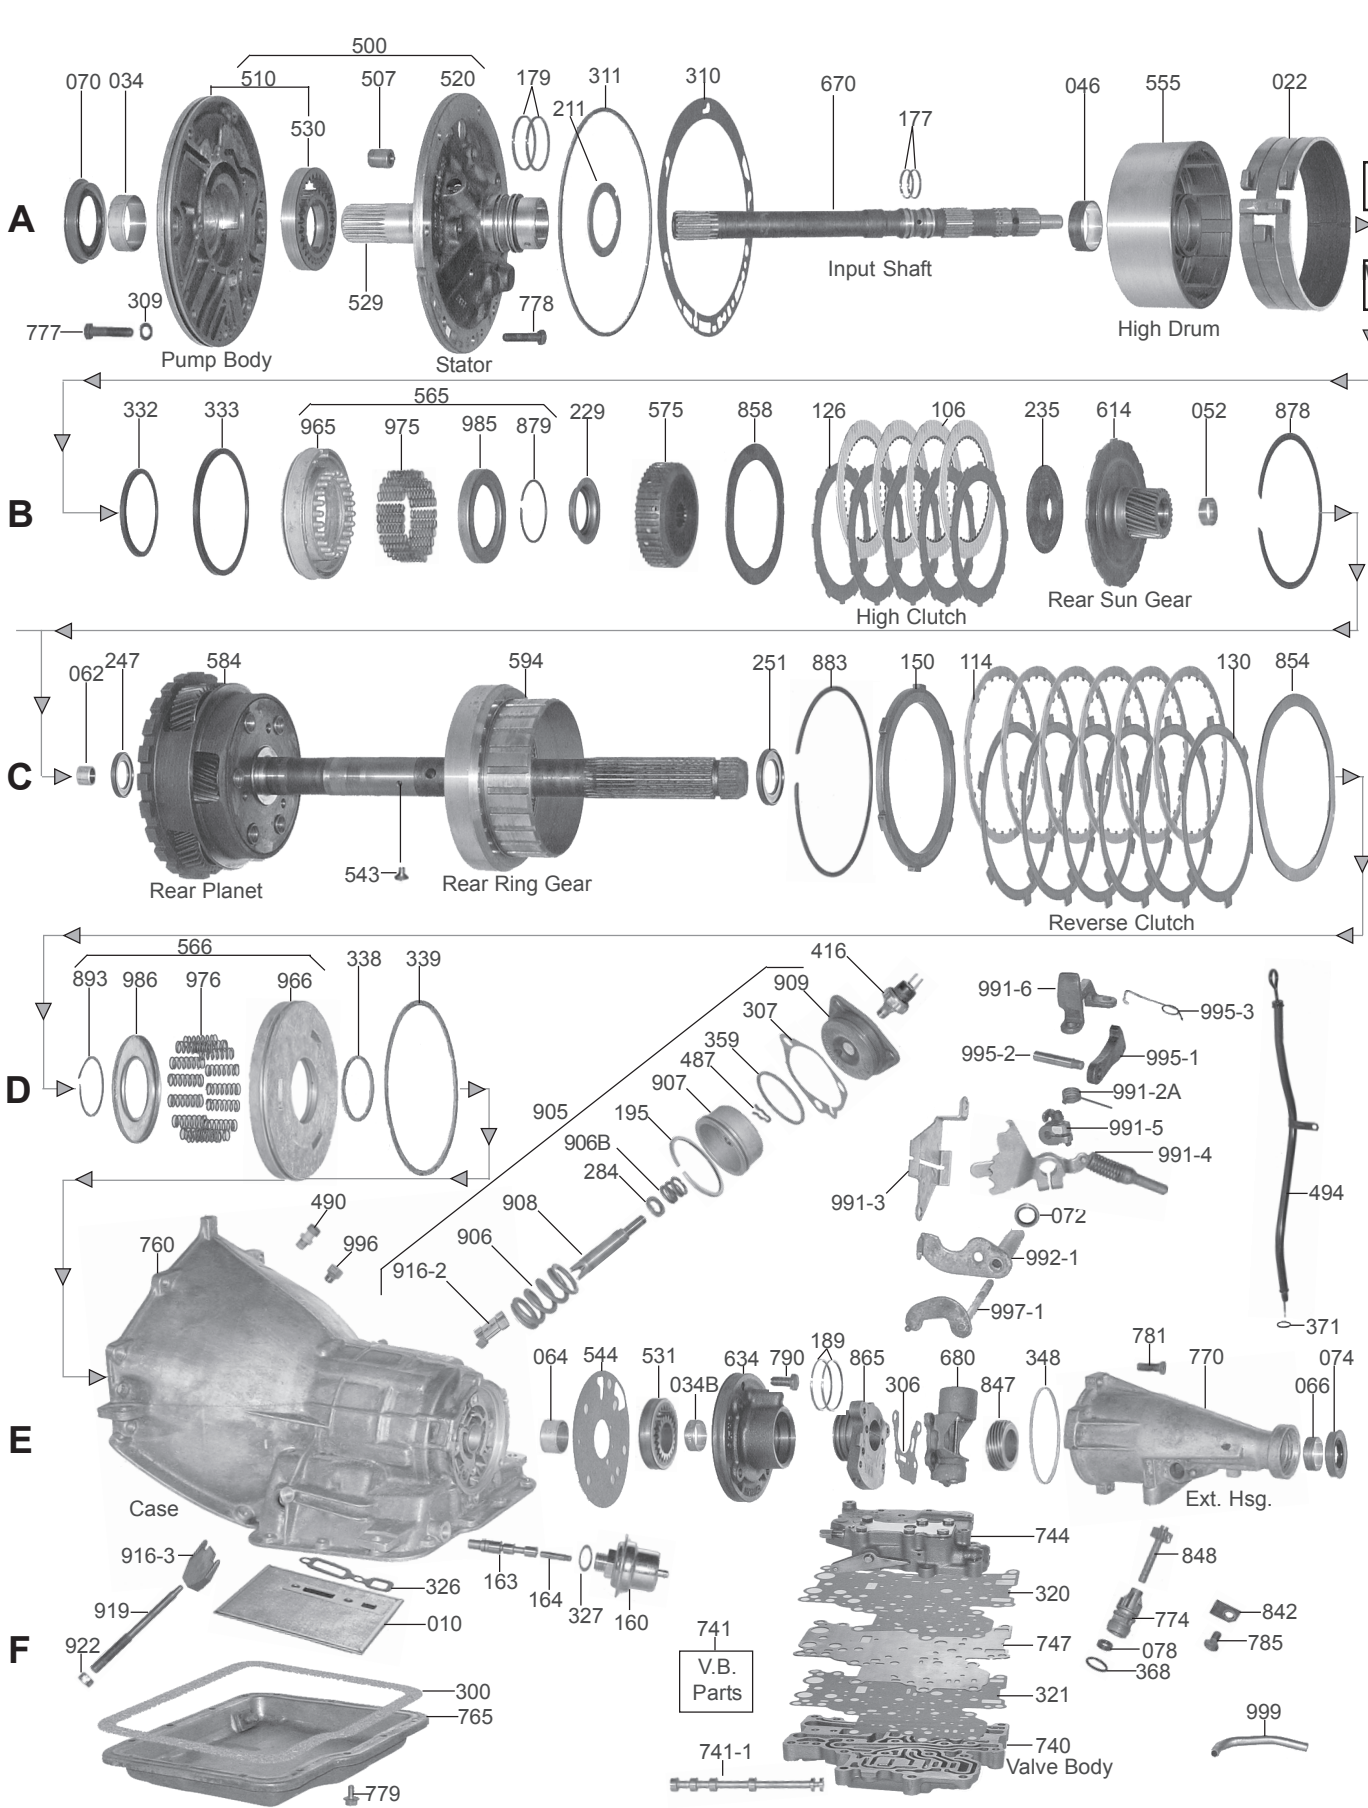 500
070 034 510 507 520 179 311 310 670 046 555 022
530 211 177
A
529
309
777 778
Input Shaft
Pump Body Stator High Drum
332 333 565 229 575 858 126 106 235 614 052 878
965 975 985 879
B
High Clutch Rear Sun Gear
062 247 584 594 251 883 150 114 130 854
C
543
Rear Planet Rear Ring Gear
Reverse Clutch
566
893 986 976 966 338 339
D
416
909
307
359
487
907
905 195
906B
284
908
906
916-2
991-6 995-3
995-2 995-1
991-2A
991-5
991-4
991-3
072
992-1
997-1
494
371
490
760 996
064 544 531 634 790 189 865 680 348 781 770 074
034B 306 847 066
E
Case Ext. Hsg.
916-3
326
163 164 327 160
919 010
922
F
300
765
779
744
320
741 747
V.B.
Parts
321
740
741-1 Valve Body
848
774 842
078 785
368
999